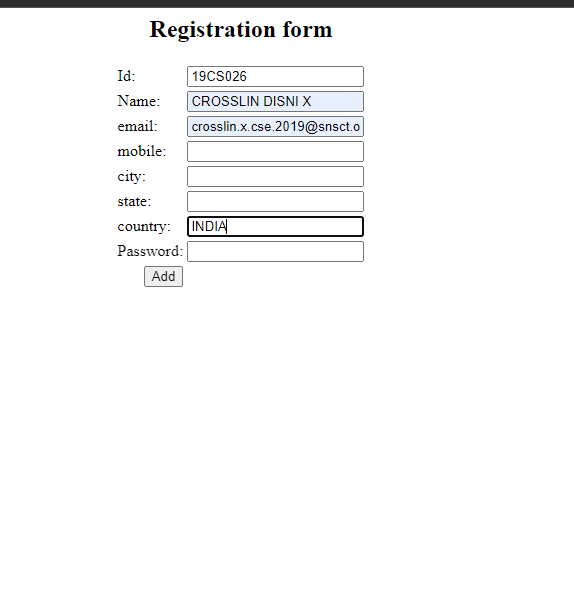 Registration form
Id: 19CS026
Name: CROSSLIN DISNI X
email: crosslin.x.cse.2019@snsct.o
mobile:
city:
state:
country: INDIA
Password:
Add